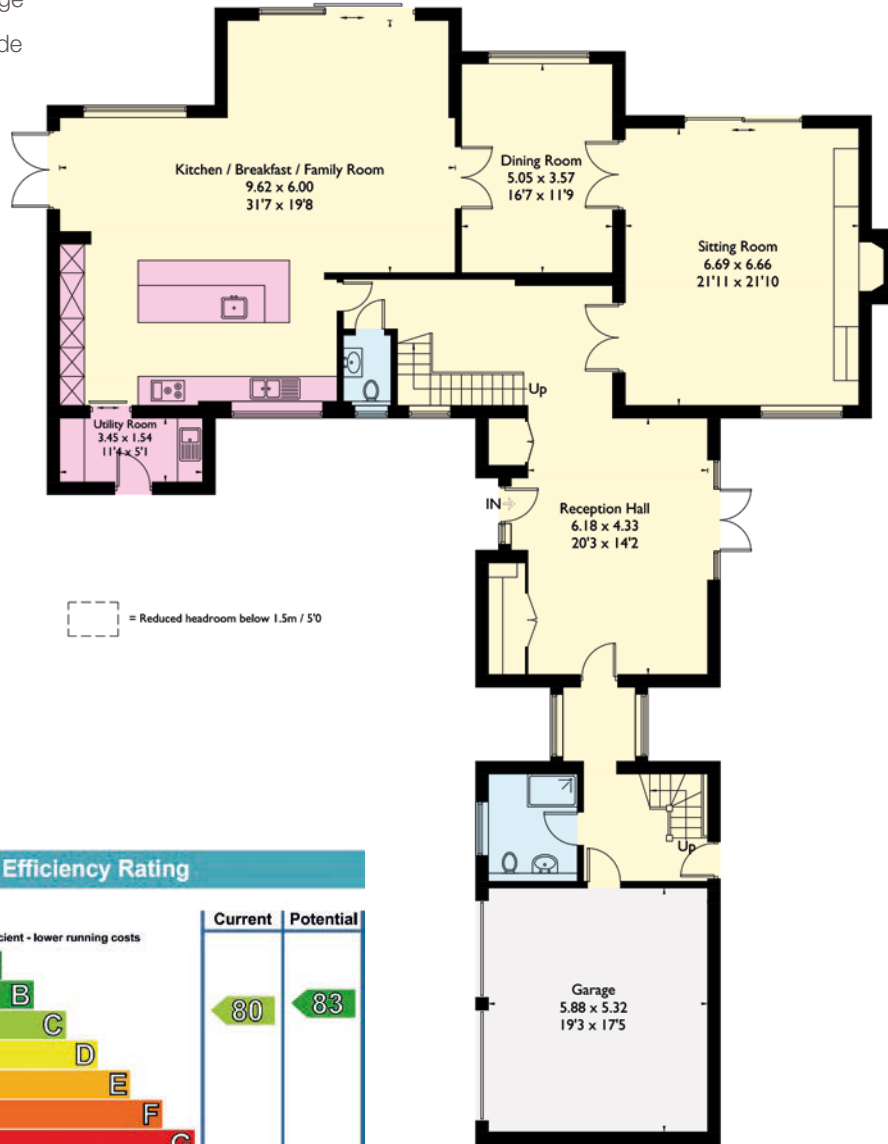 ge
de
Kitchen / Breakfast / Family Room
9.62 x 6.00
31'7 x 19'8
Dining Room
5.05 x 3.57
16'7 x 11'9
Sitting Room
6.69 x 6.66
21'11 x 21'10
Up
Utility Room
3.45 x 1.54
11'4 x 5'1
IN
Reception Hall
6.18 x 4.33
20'3 x 14'2
= Reduced headroom below 1.5m / 5'0
Up
Garage
5.88 x 5.32
19'3 x 17'5
Efficiency Rating
Current Potential
cient - lower running costs
B
C
D
E
F
G
80
83